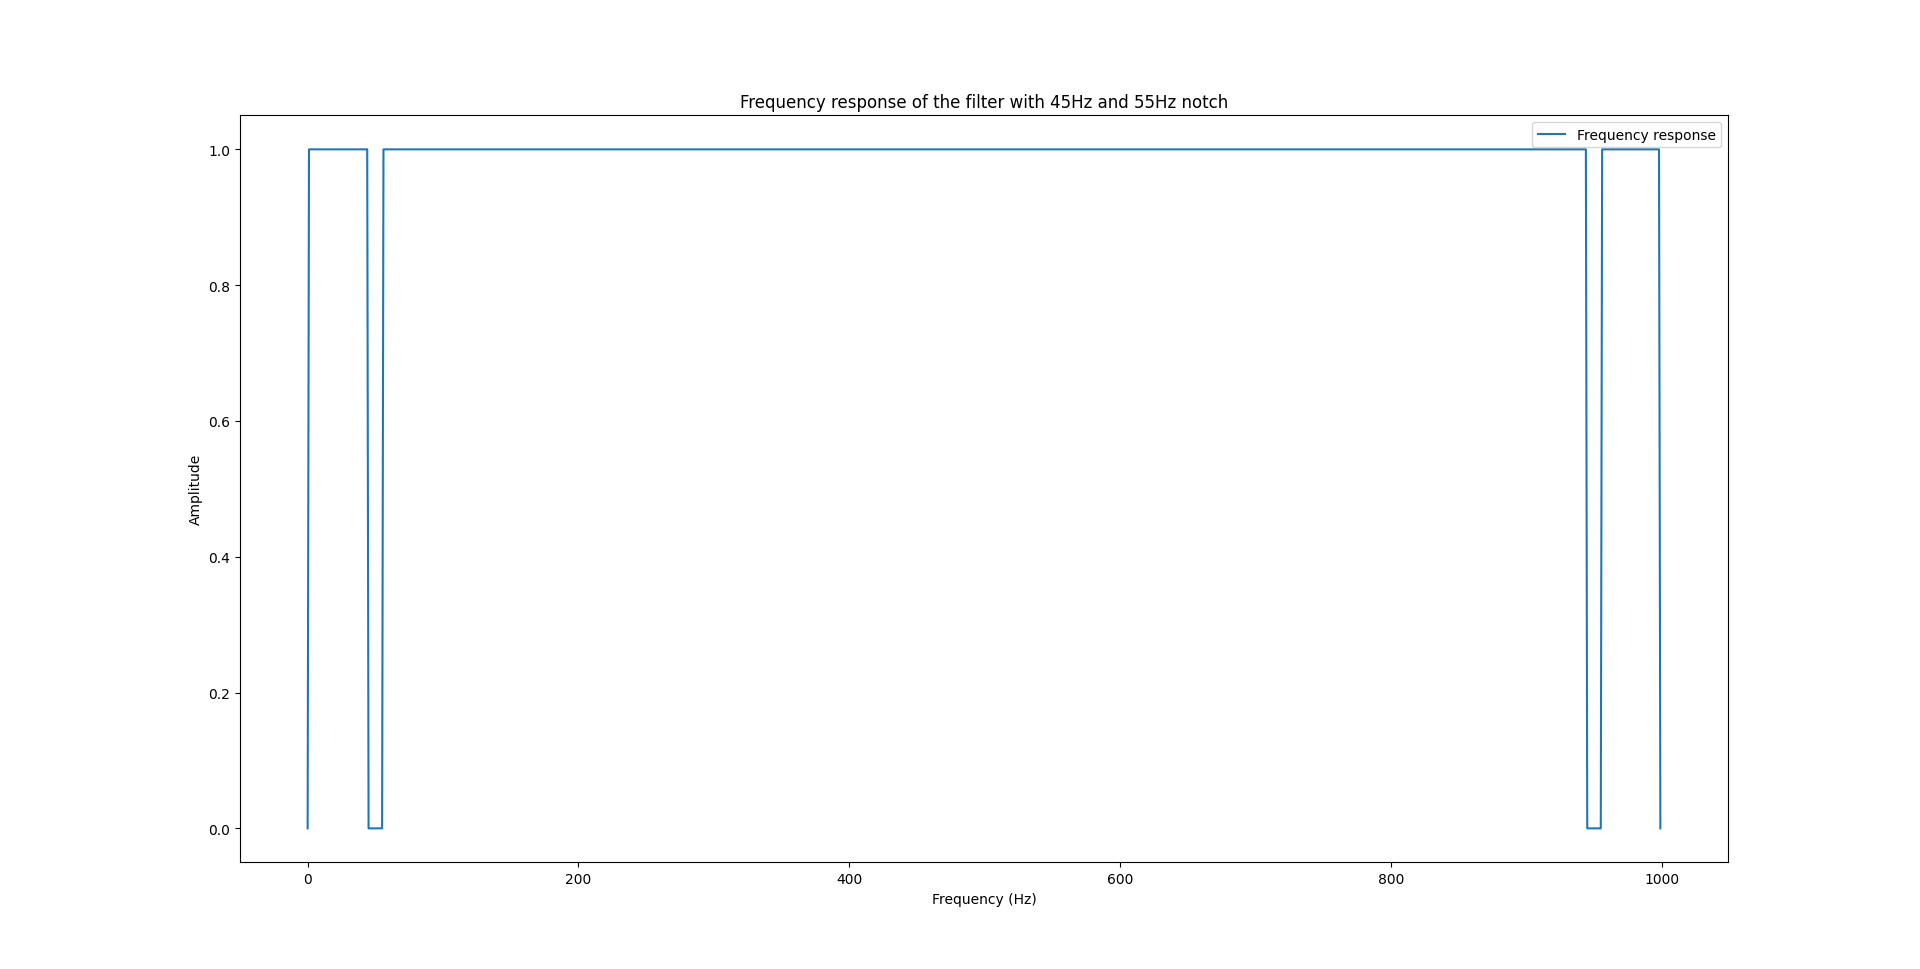 Frequency response of the filter with 45Hz and 55Hz notch
Frequency response
1.0
0.8
0.6
0.4
0.2
0.0
Amplitude
0 200 400 600 800 1000
Frequency (Hz)